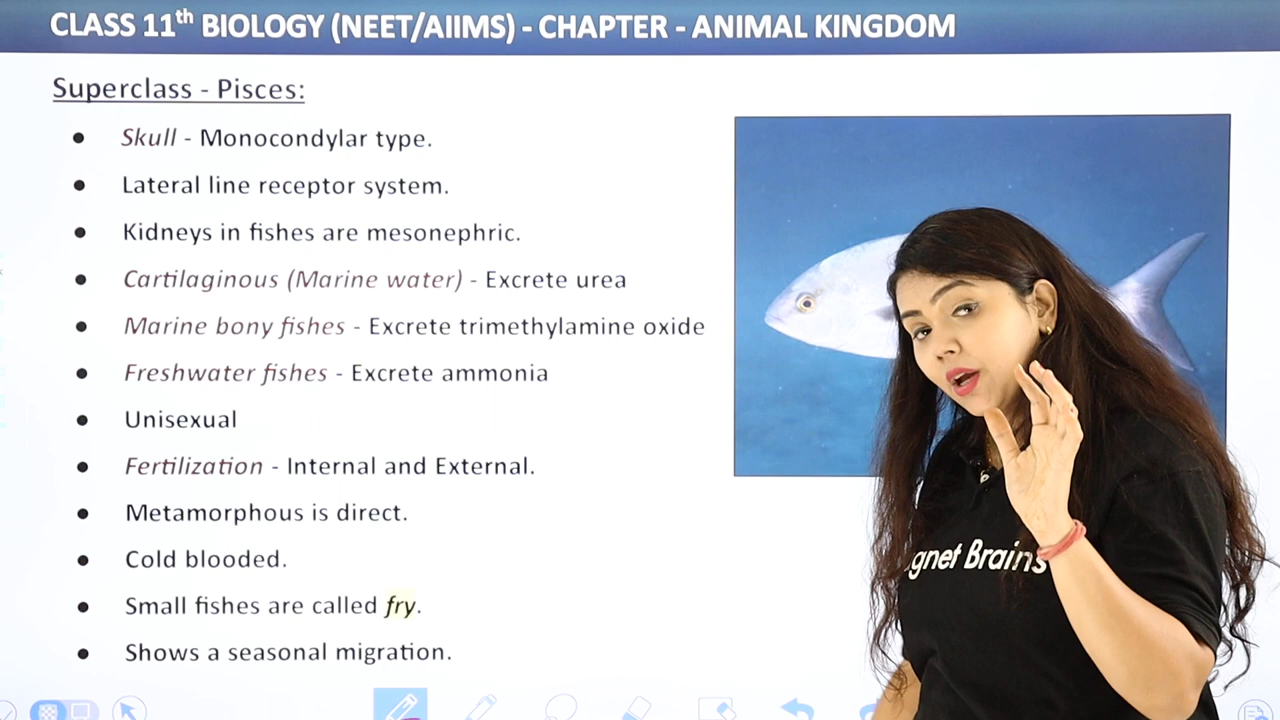 CLASS 11th BIOLOGY (NEET/AIIMS) - CHAPTER - ANIMAL KINGDOM
Superclass - Pisces:
● Skull - Monocondylar type.
● Lateral line receptor system.
● Kidneys in fishes are mesonephric.
● Cartilaginous (Marine water) - Excrete urea
● Marine bony fishes - Excrete trimethylamine oxide
● Freshwater fishes - Excrete ammonia
● Unisexual
● Fertilization - Internal and External.
● Metamorphous is direct.
● Cold blooded.
● Small fishes are called fry.
● Shows a seasonal migration.
gnet Brains